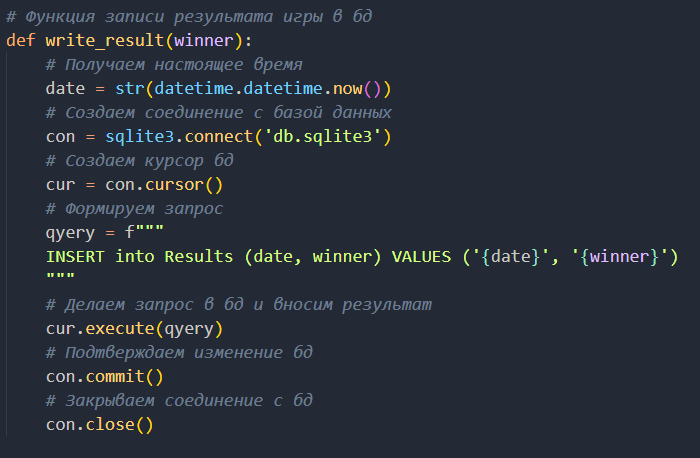 # Функция записи результата игры в бд
def write_result(winner):
    # Получаем настоящее время
    date = str(datetime.datetime.now())
    # Создаем соединение с базой данных
    con = sqlite3.connect('db.sqlite3')
    # Создаем курсор бд
    cur = con.cursor()
    # Формируем запрос
    qyery = f"""
    INSERT into Results (date, winner) VALUES ('{date}', '{winner}')
    """
    # Делаем запрос в бд и вносим результат
    cur.execute(qyery)
    # Подтверждаем изменение бд
    con.commit()
    # Закрываем соединение с бд
    con.close()